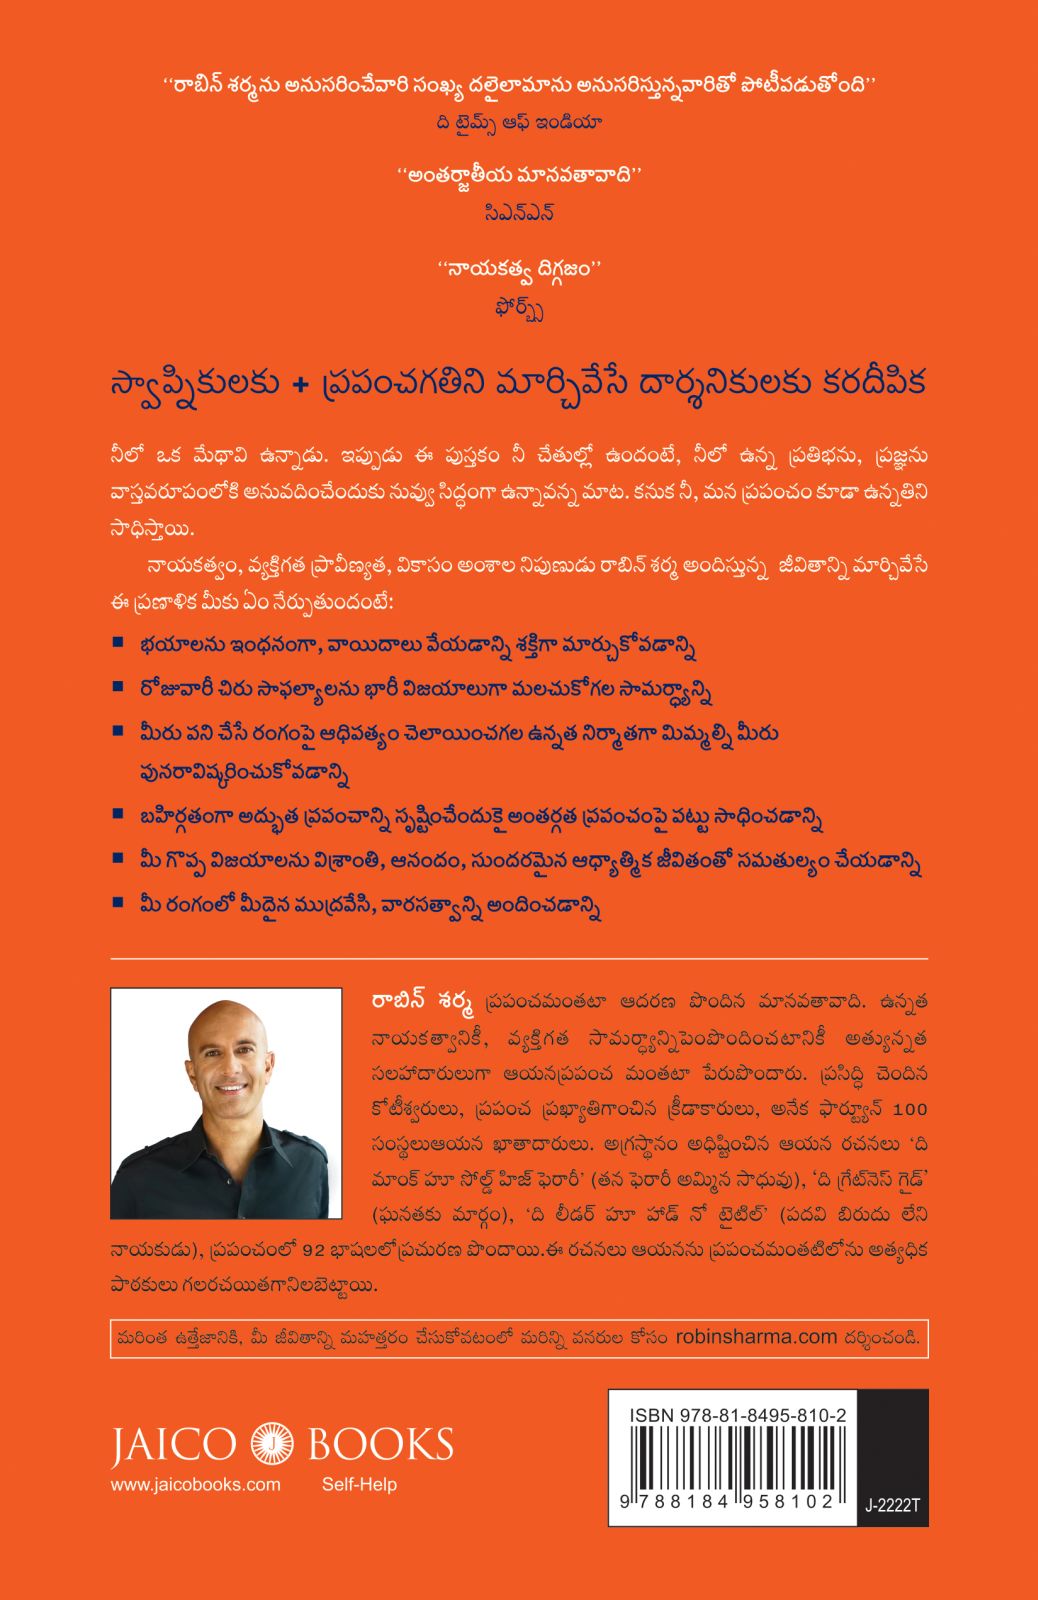 ‘‘రాబిన్ శర్మను అనుసరించేవారి సంఖ్య దలైలామాను అనుసరిస్తున్నవారితో పోటీపడుతోంది’’
ది టైమ్స్ ఆఫ్ ఇండియా
‘‘అంతర్జాతీయ మానవతావాది’’
సిఎన్ఎన్
‘‘నాయకత్వ దిగ్గజం’’
ఫోర్బ్స్
స్వాప్నికులకు + ప్రపంచగతిని మార్చివేసే దార్శనికులకు కరదీపిక
నీలో ఒక మేథావి ఉన్నాడు. ఇప్పుడు ఈ పుస్తకం నీ చేతుల్లో ఉందంటే, నీలో ఉన్న ప్రతిభను, ప్రజ్ఞను
వాస్తవరూపంలోకి అనువదించేందుకు నువ్వు సిద్ధంగా ఉన్నావన్న మాట. కనుక నీ, మన ప్రపంచం కూడా ఉన్నతిని
సాధిస్తాయి.
నాయకత్వం, వ్యక్తిగత ప్రావీణ్యత, వికాసం అంశాల నిపుణుడు రాబిన్ శర్మ అందిస్తున్న జీవితాన్ని మార్చివేసే
ఈ ప్రణాళిక మీకు ఏం నేర్పుతుందంటే:
■ భయాలను ఇంధనంగా, వాయిదాలు వేయడాన్ని శక్తిగా మార్చుకోవడాన్ని
■ రోజువారీ చిరు సాఫల్యాలను భారీ విజయాలుగా మలచుకోగల సామర్ధ్యాన్ని
■ మీరు పని చేసే రంగంపై ఆధిపత్యం చెలాయించగల ఉన్నత నిర్మాతగా మిమ్మల్ని మీరు
పునరావిష్కరించుకోవడాన్ని
■ బహిర్గతంగా అద్భుత ప్రపంచాన్ని సృష్టించేందుకై అంతర్గత ప్రపంచంపై పట్టు సాధించడాన్ని
■ మీ గొప్ప విజయాలను విశ్రాంతి, ఆనందం, సుందరమైన ఆధ్యాత్మిక జీవితంతో సమతుల్యం చేయడాన్ని
■ మీ రంగంలో మీదైన ముద్రవేసి, వారసత్వాన్ని అందించడాన్ని
రాబిన్ శర్మ ప్రపంచమంతటా ఆదరణ పొందిన మానవతావాది. ఉన్నత
నాయకత్వానికీ, వ్యక్తిగత సామర్ధ్యాన్నిపెంపొందించటానికీ అత్యున్నత
సలహాదారులుగా ఆయనప్రపంచ మంతటా పేరుపొందారు. ప్రసిద్ధి చెందిన
కోటీశ్వరులు, ప్రపంచ ప్రఖ్యాతిగాంచిన క్రీడాకారులు, అనేక ఫార్ట్యూన్ 100
సంస్థలుఆయన ఖాతాదారులు. అగ్రస్థానం అధిష్టించిన ఆయన రచనలు ‘ది
మాంక్ హూ సోల్డ్ హిజ్ ఫెరారీ’ (తన ఫెరారీ అమ్మిన సాధువు), ‘ది గ్రేట్‌నెస్ గైడ్’
(ఘనతకు మార్గం), ‘ది లీడర్ హూ హాడ్ నో టైటిల్’ (పదవి బిరుదు లేని
నాయకుడు), ప్రపంచంలో 92 భాషలలోప్రచురణ పొందాయి.ఈ రచనలు ఆయనను ప్రపంచమంతటిలోను అత్యధిక
పాఠకులు గలరచయితగానిలబెట్టాయి.
మరింత ఉత్తేజానికి, మీ జీవితాన్ని మహత్తరం చేసుకోవటంలో మరిన్ని వనరుల కోసం robinsharma.com దర్శించండి.
JAICO J BOOKS
www.jaicobooks.com Self-Help
ISBN 978-81-8495-810-2
9 788184 958102
J-2222T